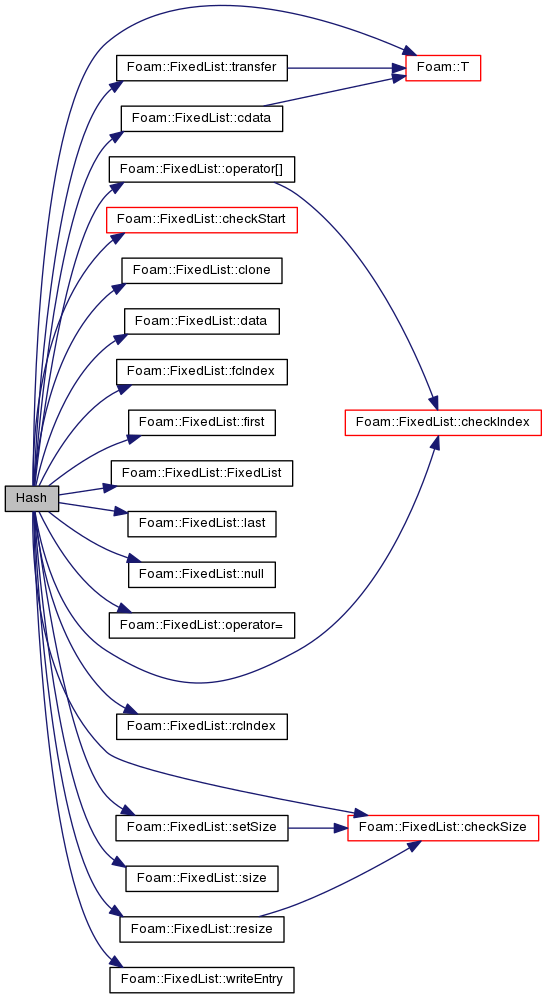 Foam::T
Foam::FixedList::transfer
Foam::FixedList::cdata
Foam::FixedList::operator[]
Foam::FixedList::checkStart
Foam::FixedList::clone
Foam::FixedList::data
Foam::FixedList::fcIndex
Foam::FixedList::first
Foam::FixedList::checkIndex
Foam::FixedList::FixedList
Hash
Foam::FixedList::last
Foam::FixedList::null
Foam::FixedList::operator=
Foam::FixedList::rcIndex
Foam::FixedList::setSize
Foam::FixedList::checkSize
Foam::FixedList::size
Foam::FixedList::resize
Foam::FixedList::writeEntry